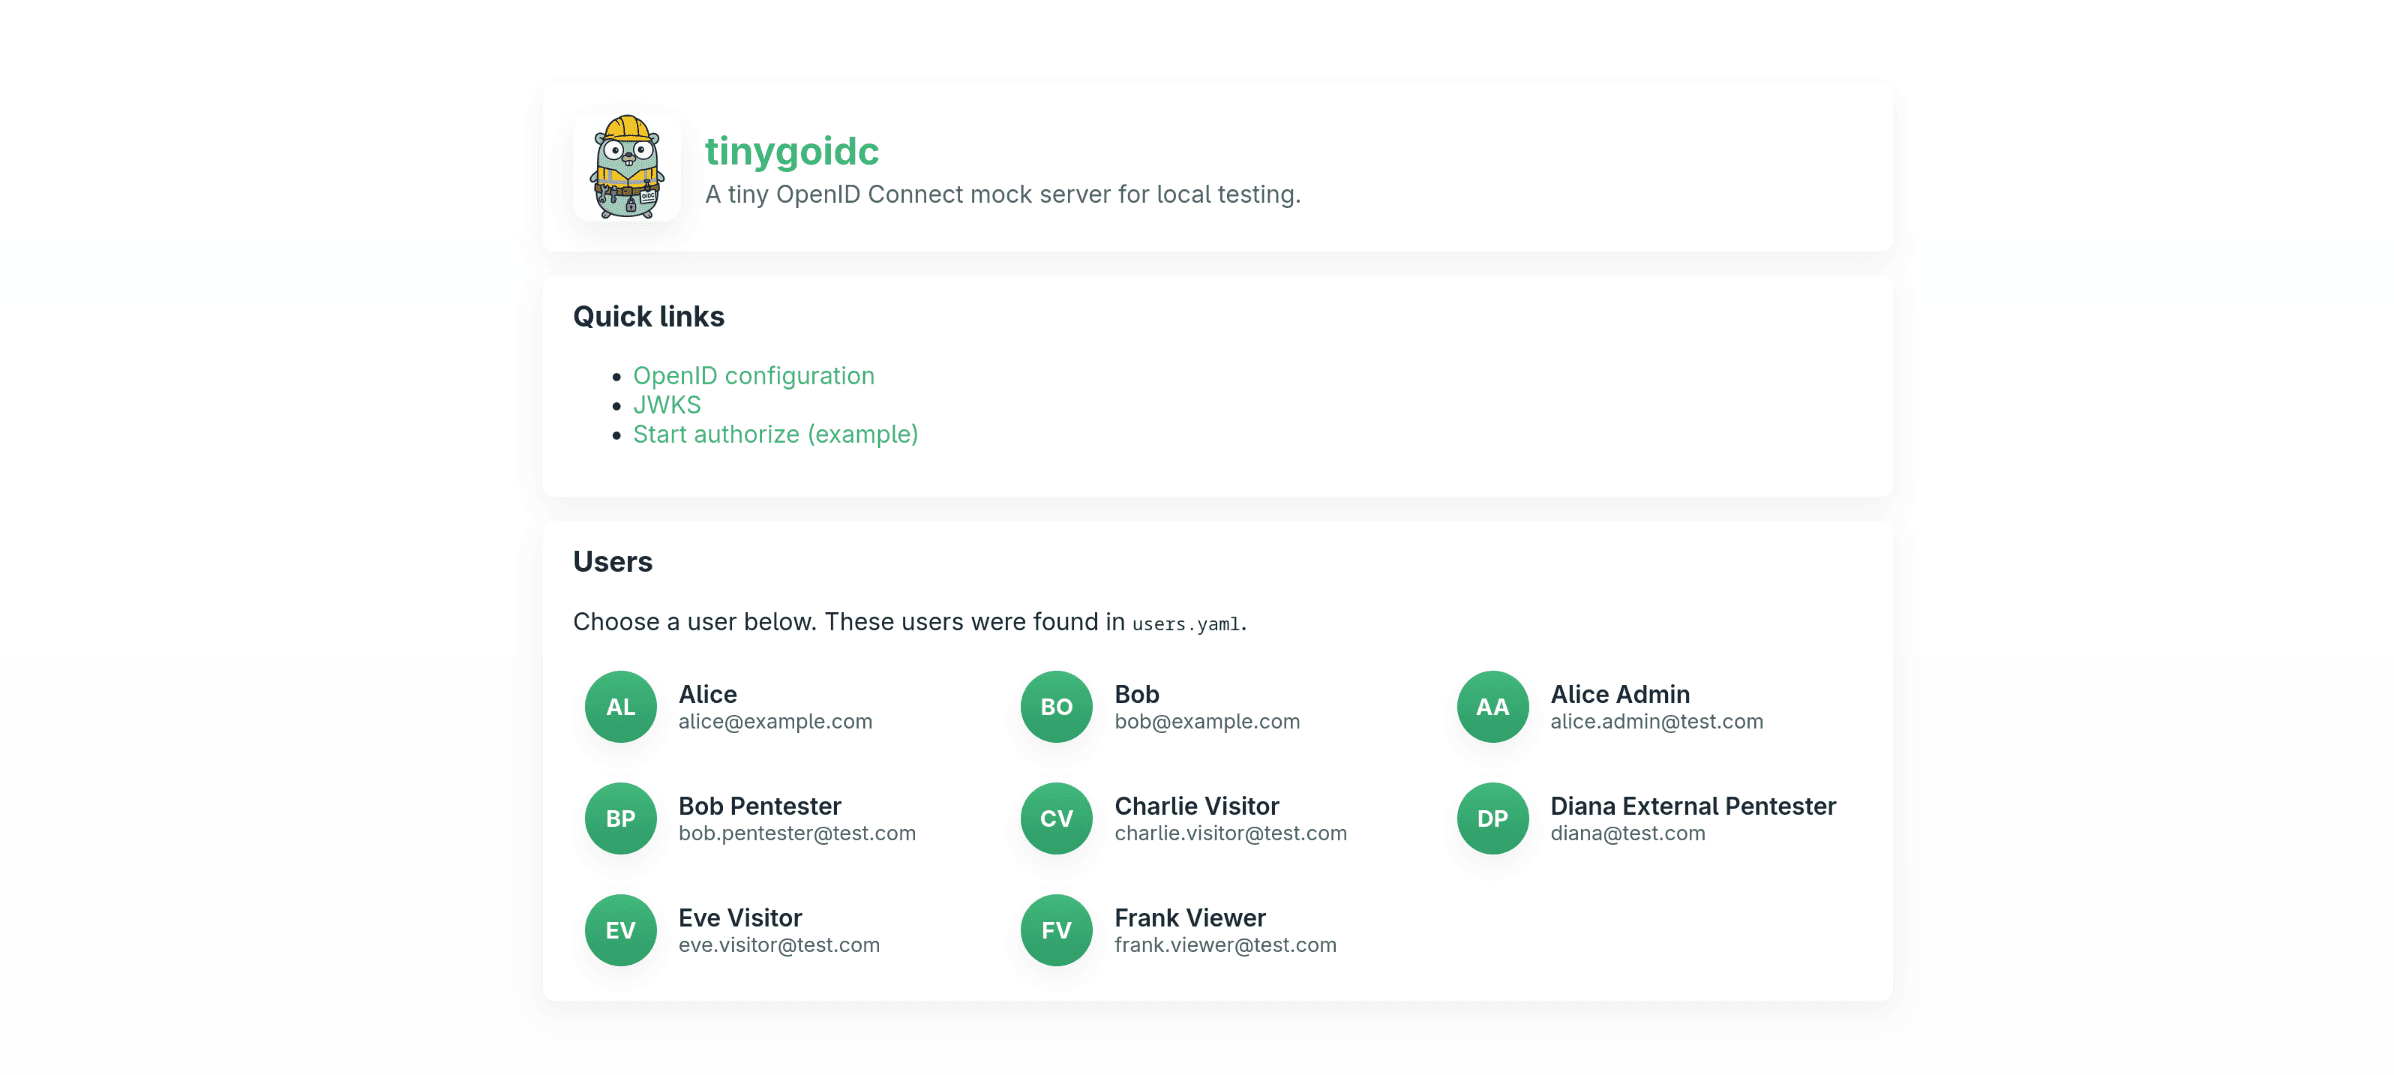 tinygoidc
A tiny OpenID Connect mock server for local testing.
Quick links
OpenID configuration
JWKS
Start authorize (example)
Users
Choose a user below. These users were found in users.yaml.
AL
Alice
alice@example.com
BO
Bob
bob@example.com
AA
Alice Admin
alice.admin@test.com
BP
Bob Pentester
bob.pentester@test.com
CV
Charlie Visitor
charlie.visitor@test.com
DP
Diana External Pentester
diana@test.com
EV
Eve Visitor
eve.visitor@test.com
FV
Frank Viewer
frank.viewer@test.com